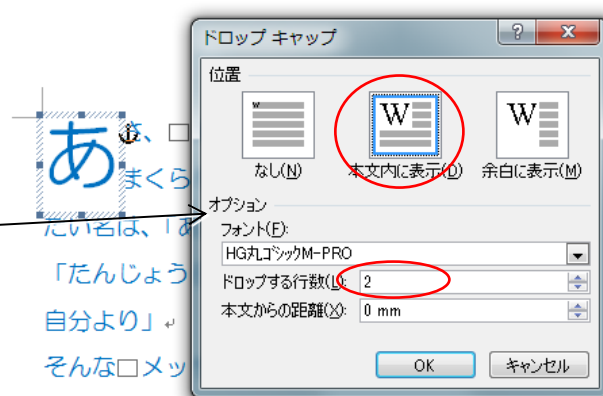 ドロップ キャップ
位置
W
W
W
なし(N)
本文内に表示(D)
余白に表示(M)
オプション
フォント(F):
HG丸ゴシックM-PRO
ドロップする行数(L):
2
本文からの距離(X):
0 mm
OK
キャンセル
あ
、□
まくら
たい名は、「あ
「たんじょう
自分より」
そんな□メッ